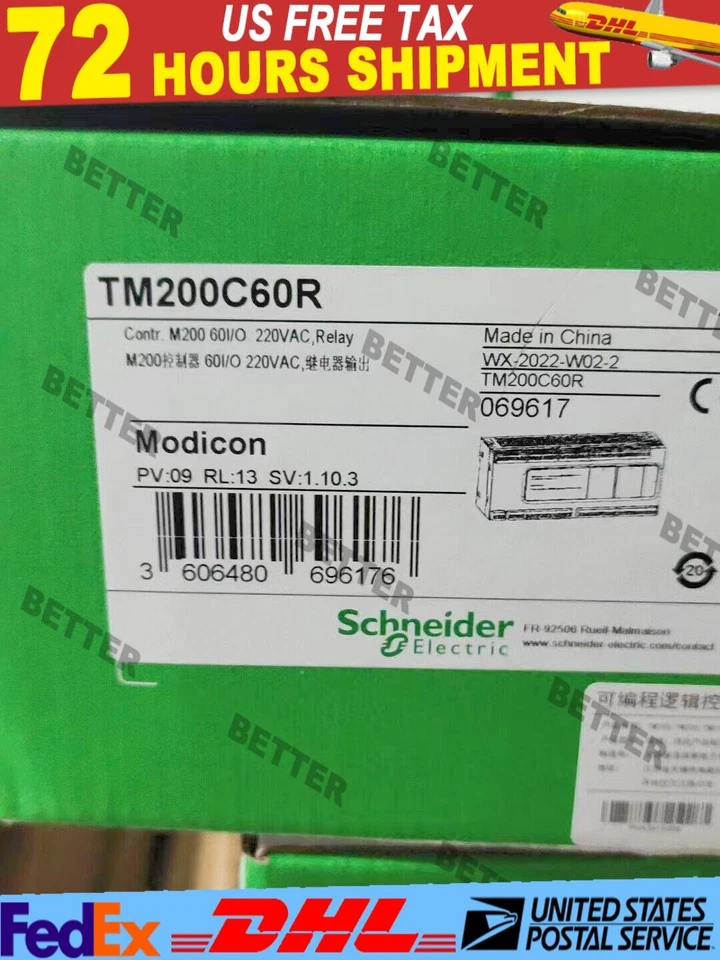 US FREE TAX
72 HOURS SHIPMENT
DHL
BETTER
BETTER
BETTER
TM200C60R
Contr. M200 60I/O 220VAC,Relay
M200控制器 60I/O 220VAC,继电器输出
Made in China
WX-2022-W02-2
TM200C60R
069617
BETTER
BETTER
Modicon
PV:09 RL:13 SV:1.10.3
3 606480 696176
BETTER
BETTER
20
BETTER
Schneider
Electric
FR-92506 Rueil-Malmaison
www.schneider-electric.com/contact
可编程逻辑控
BETTER
BETTER
BETTER
FedEx
DHL
UNITED STATES
POSTAL SERVICE